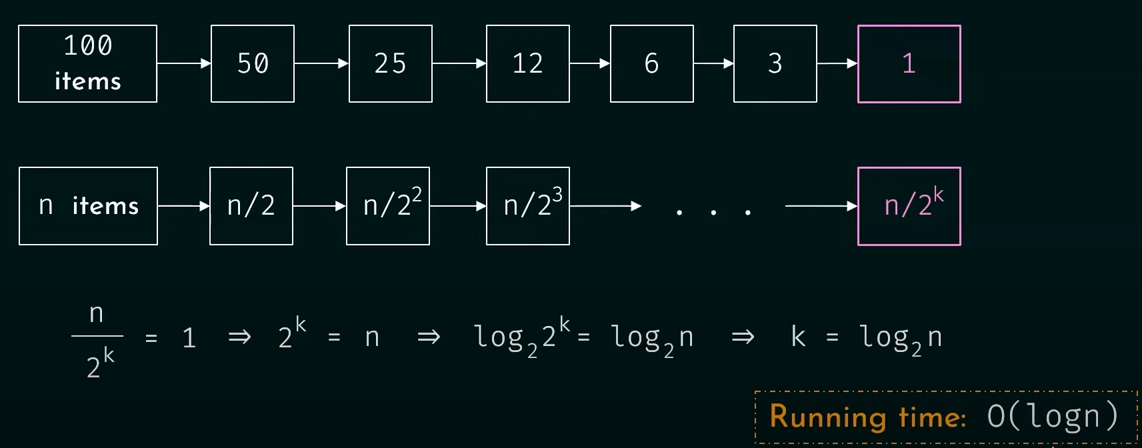 100 items
50
25
12
6
3
1
n items
n/2
n/2²
n/2³
. . .
n/2ᵏ
n/2ᵏ = 1 ⇒ 2ᵏ = n ⇒ log₂2ᵏ = log₂n ⇒ k = log₂n
Running time: O(logn)